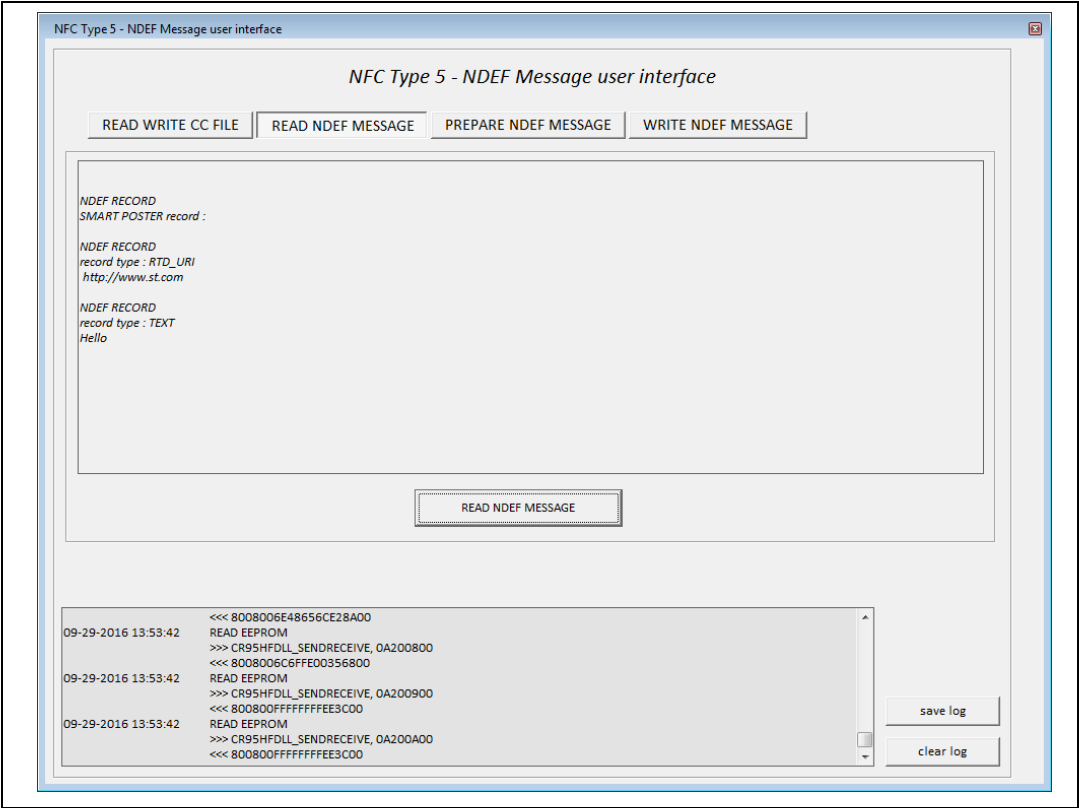 NFC Type 5 - NDEF Message user interface
NFC Type 5 - NDEF Message user interface
READ WRITE CC FILE READ NDEF MESSAGE PREPARE NDEF MESSAGE WRITE NDEF MESSAGE
NDEF RECORD
SMART POSTER record :
NDEF RECORD
record type : RTD_URI
http://www.st.com
NDEF RECORD
record type : TEXT
Hello
READ NDEF MESSAGE
<<< 8008006E48656CE28A00
09-29-2016 13:53:42 READ EEPROM
>>> CR95HFDLL_SENDRECEIVE, 0A200800
<<< 8008006C6FFE00356800
09-29-2016 13:53:42 READ EEPROM
>>> CR95HFDLL_SENDRECEIVE, 0A200900
<<< 800800FFFFFFFFEE3C00
09-29-2016 13:53:42 READ EEPROM
>>> CR95HFDLL_SENDRECEIVE, 0A200A00
<<< 800800FFFFFFFFEE3C00
save log
clear log